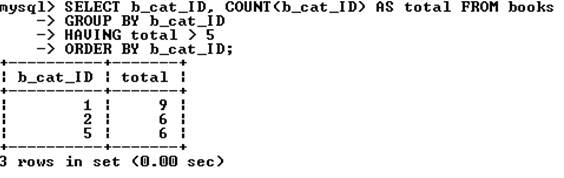 mysql> SELECT b_cat_ID, COUNT(b_cat_ID) AS total FROM books
    -> GROUP BY b_cat_ID
    -> HAVING total > 5
    -> ORDER BY b_cat_ID;
+----------+-------+
| b_cat_ID | total |
+----------+-------+
|        1 |     9 |
|        2 |     6 |
|        5 |     6 |
+----------+-------+
3 rows in set (0.00 sec)